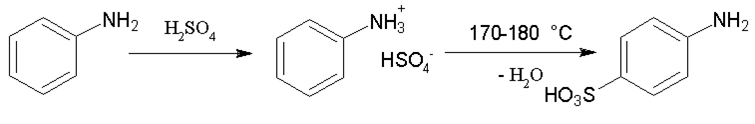 NH2
H2SO4
NH3+
HSO4-
170-180 °C
- H2O
NH2
HO3S